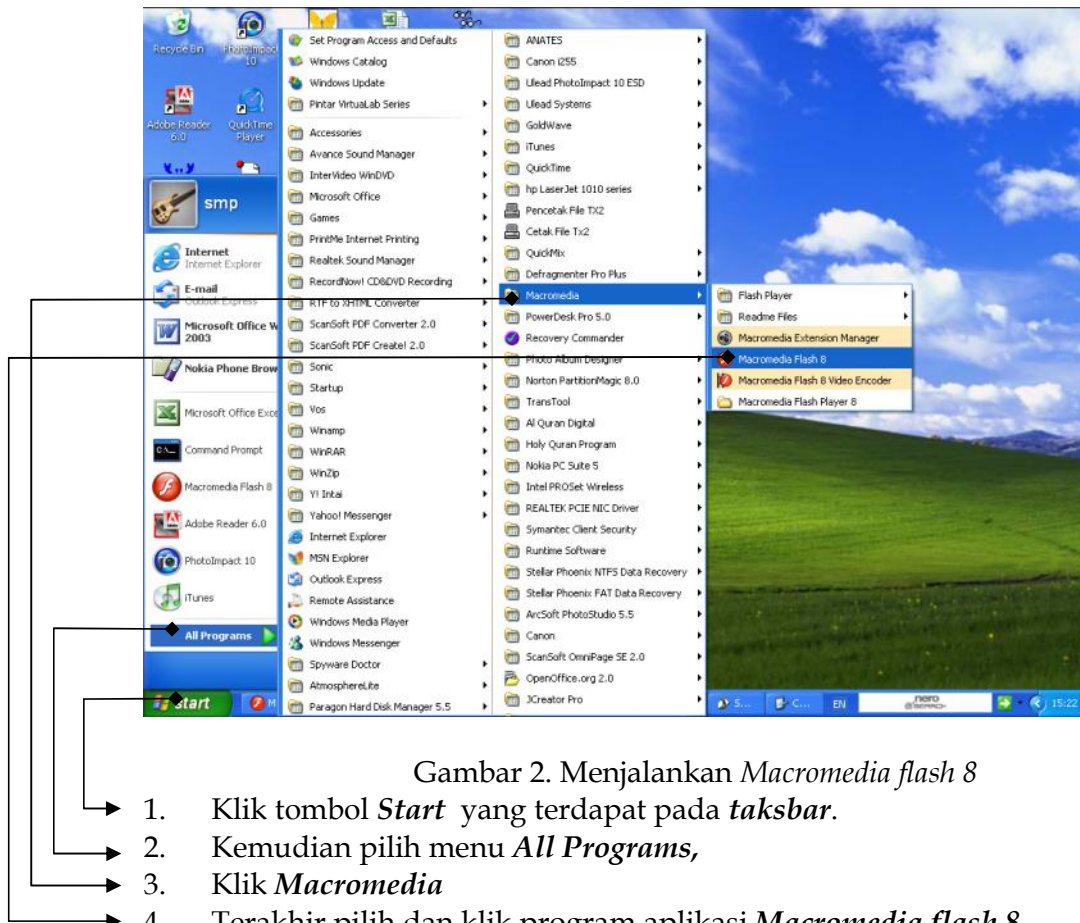 Recycle Bin
PhotoImpact
10
Adobe Reader
6.0
QuickTime
Player
smp
Internet
Internet Explorer
E-mail
Outlook Express
Microsoft Office W
2003
Nokia Phone Brow
Microsoft Office Exce
Command Prompt
Macromedia Flash 8
Adobe Reader 6.0
PhotoImpact 10
iTunes
All Programs
start
Set Program Access and Defaults
Windows Catalog
Windows Update
Pintar VirtuaLab Series
Accessories
Avance Sound Manager
InterVideo WinDVD
Microsoft Office
Games
PrintMe Internet Printing
Realtek Sound Manager
RecordNow! CD&DVD Recording
RTF to XHTML Converter
ScanSoft PDF Converter 2.0
ScanSoft PDF Create! 2.0
Sonic
Startup
Vos
Winamp
WinRAR
WinZip
Y! Intai
Yahoo! Messenger
Internet Explorer
MSN Explorer
Outlook Express
Remote Assistance
Windows Media Player
Windows Messenger
Spyware Doctor
AtmosphereLite
Paragon Hard Disk Manager 5.5
ANATES
Canon i255
Ulead PhotoImpact 10 ESD
Ulead Systems
GoldWave
iTunes
QuickTime
hp LaserJet 1010 series
Pencetak File TX2
Cetak File Tx2
QuickMix
Defragmenter Pro Plus
Macromedia
PowerDesk Pro 5.0
Recovery Commander
Photo Album Designer
Norton PartitionMagic 8.0
TransTool
Al Quran Digital
Holy Quran Program
Nokia PC Suite 5
Intel PROSet Wireless
REALTEK PCIE NIC Driver
Symantec Client Security
Runtime Software
Stellar Phoenix NTFS Data Recovery
Stellar Phoenix FAT Data Recovery
ArcSoft PhotoStudio 5.5
Canon
ScanSoft OmniPage SE 2.0
OpenOffice.org 2.0
JCreator Pro
Flash Player
Readme Files
Macromedia Extension Manager
Macromedia Flash 8
Macromedia Flash 8 Video Encoder
Macromedia Flash Player 8
M
S...
C...
EN
nero
15:22
Gambar 2. Menjalankan Macromedia flash 8
1. Klik tombol Start yang terdapat pada taksbar.
2. Kemudian pilih menu All Programs,
3. Klik Macromedia
4. Terakhir pilih dan klik program aplikasi Macromedia flash 8